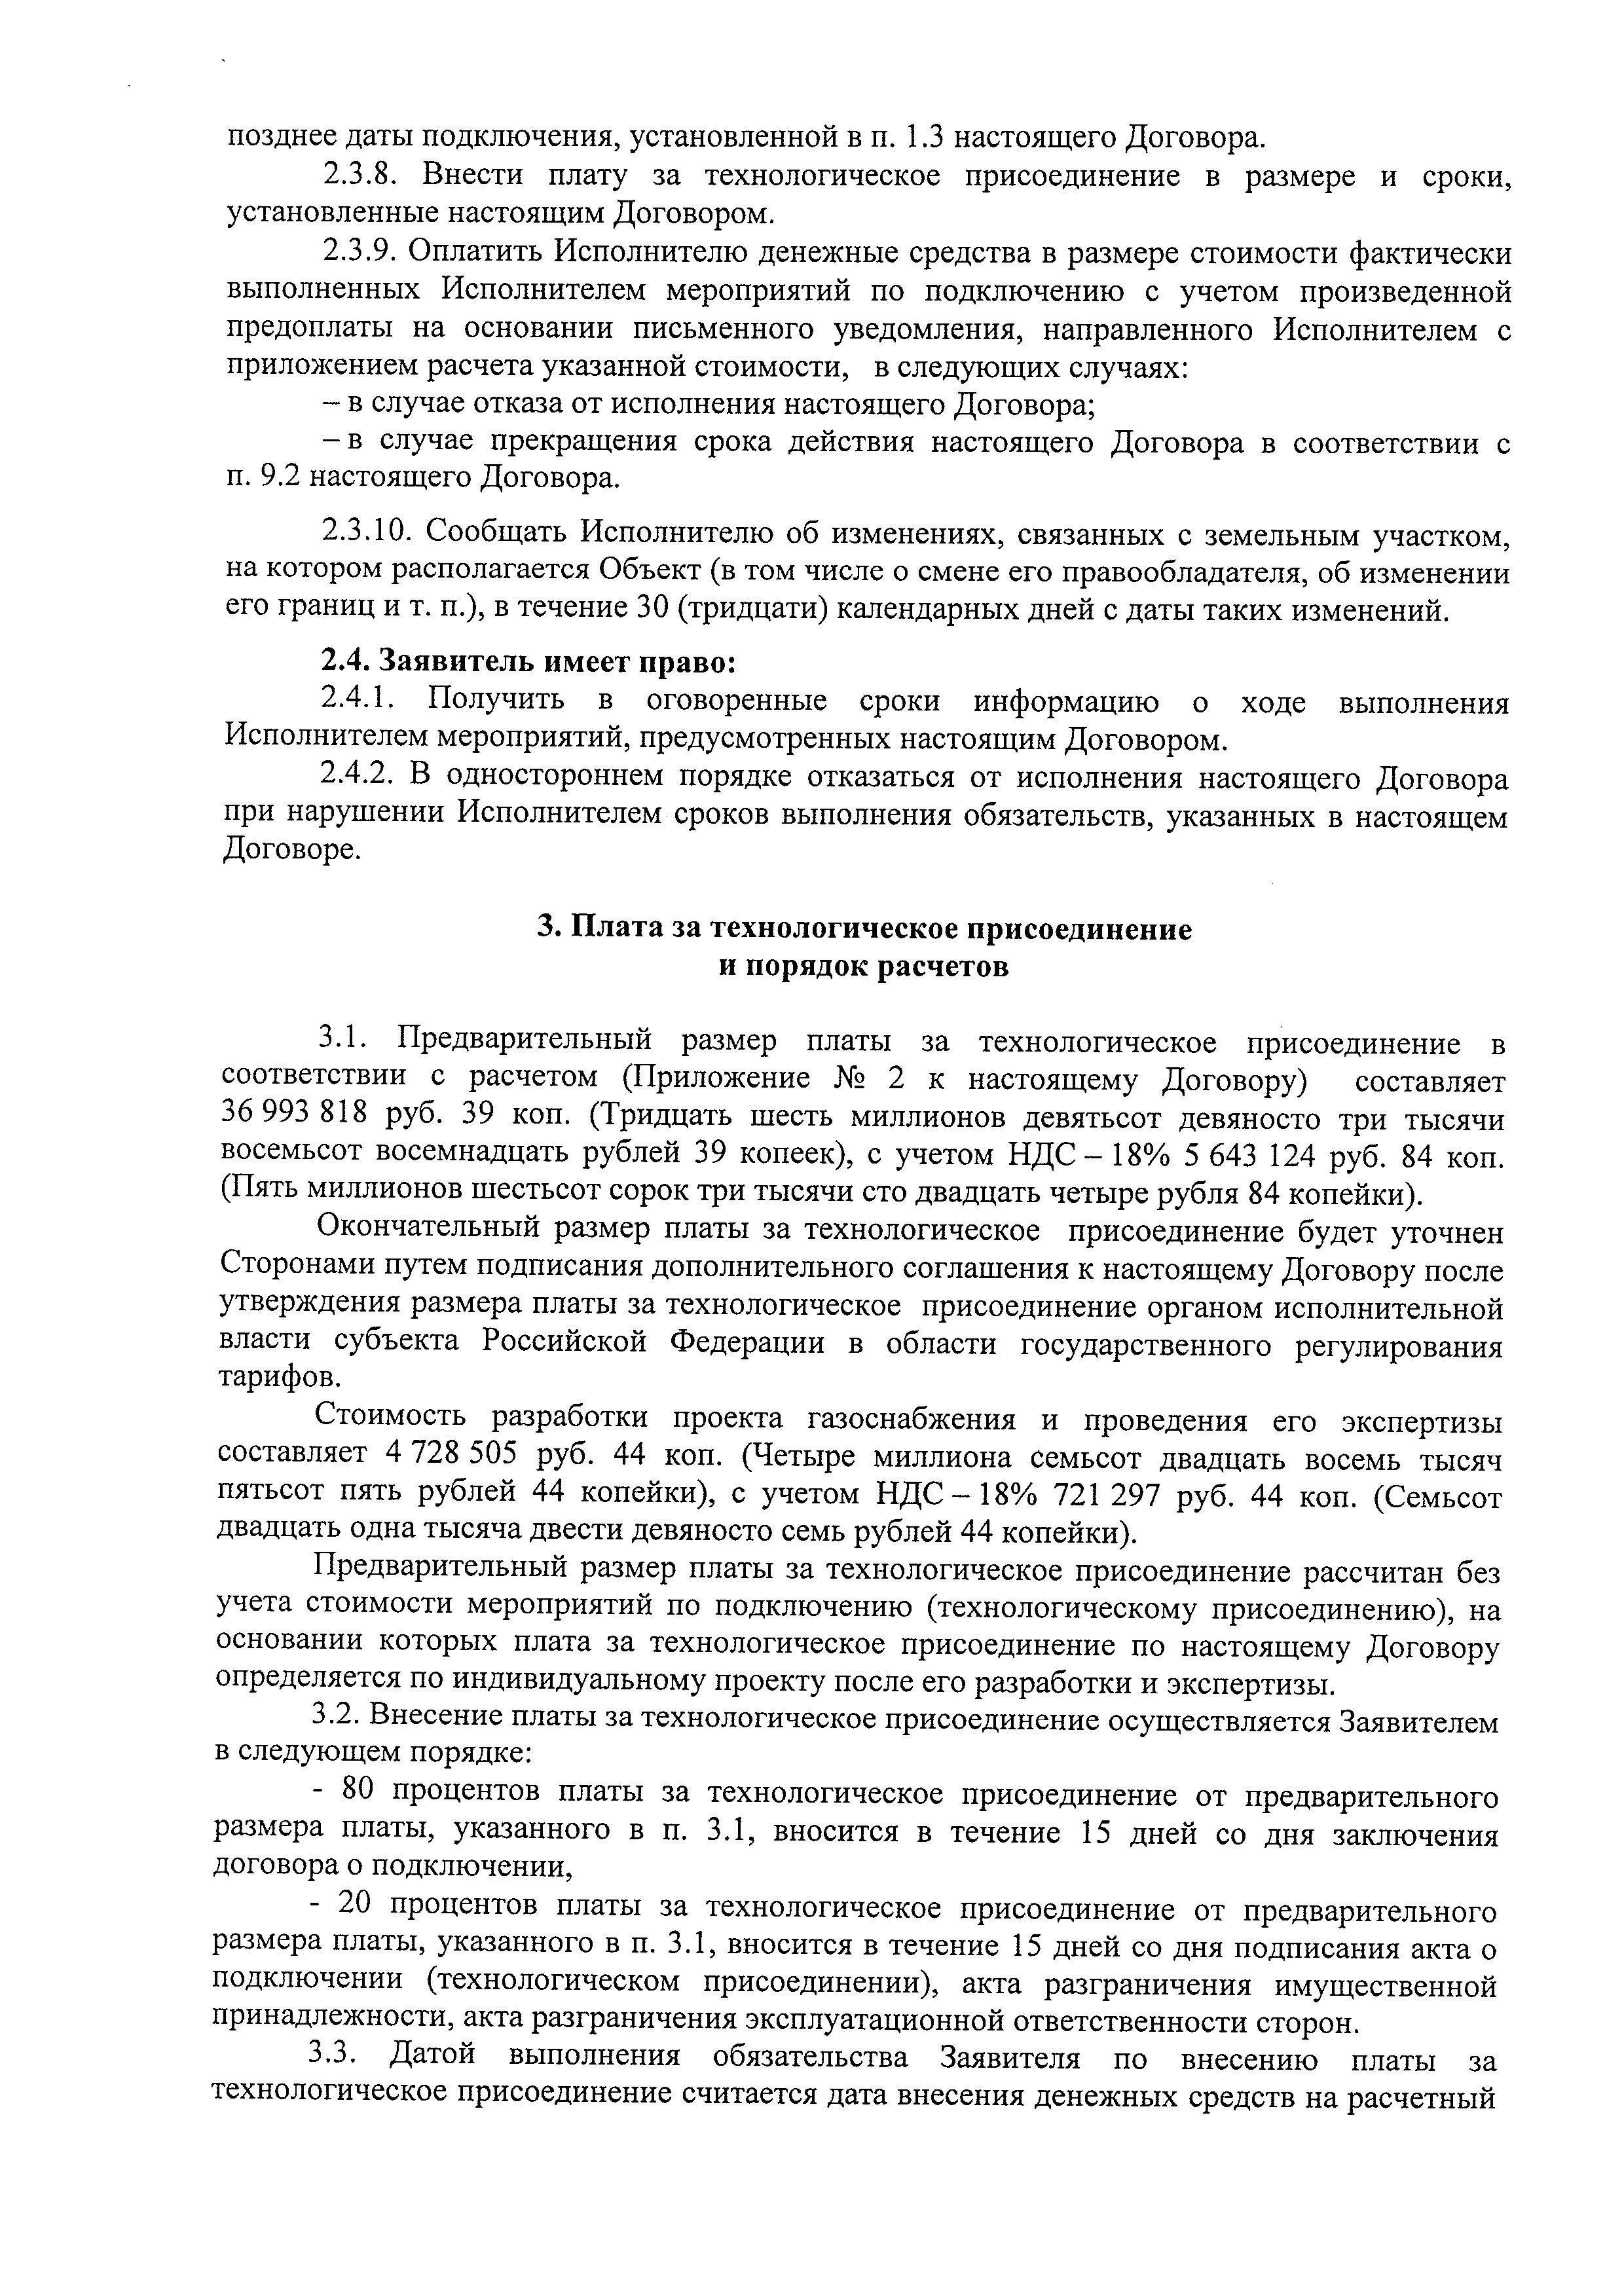 позднее даты подключения, установленной в п. 1.3 настоящего Договора.
2.3.8. Внести плату за технологическое присоединение в размере и сроки,
установленные настоящим Договором.
2.3.9. Оплатить Исполнителю денежные средства в размере стоимости фактически
выполненных Исполнителем мероприятий по подключению с учетом произведенной
предоплаты на основании письменного уведомления, направленного Исполнителем с
приложением расчета указанной стоимости, в следующих случаях:
– в случае отказа от исполнения настоящего Договора;
– в случае прекращения срока действия настоящего Договора в соответствии с
п. 9.2 настоящего Договора.
2.3.10. Сообщать Исполнителю об изменениях, связанных с земельным участком,
на котором располагается Объект (в том числе о смене его правообладателя, об изменении
его границ и т. п.), в течение 30 (тридцати) календарных дней с даты таких изменений.
2.4. Заявитель имеет право:
2.4.1. Получить в оговоренные сроки информацию о ходе выполнения
Исполнителем мероприятий, предусмотренных настоящим Договором.
2.4.2. В одностороннем порядке отказаться от исполнения настоящего Договора
при нарушении Исполнителем сроков выполнения обязательств, указанных в настоящем
Договоре.
3. Плата за технологическое присоединение
и порядок расчетов
3.1. Предварительный размер платы за технологическое присоединение в
соответствии с расчетом (Приложение № 2 к настоящему Договору) составляет
36 993 818 руб. 39 коп. (Тридцать шесть миллионов девятьсот девяносто три тысячи
восемьсот восемнадцать рублей 39 копеек), с учетом НДС – 18% 5 643 124 руб. 84 коп.
(Пять миллионов шестьсот сорок три тысячи сто двадцать четыре рубля 84 копейки).
Окончательный размер платы за технологическое присоединение будет уточнен
Сторонами путем подписания дополнительного соглашения к настоящему Договору после
утверждения размера платы за технологическое присоединение органом исполнительной
власти субъекта Российской Федерации в области государственного регулирования
тарифов.
Стоимость разработки проекта газоснабжения и проведения его экспертизы
составляет 4 728 505 руб. 44 коп. (Четыре миллиона семьсот двадцать восемь тысяч
пятьсот пять рублей 44 копейки), с учетом НДС – 18% 721 297 руб. 44 коп. (Семьсот
двадцать одна тысяча двести девяносто семь рублей 44 копейки).
Предварительный размер платы за технологическое присоединение рассчитан без
учета стоимости мероприятий по подключению (технологическому присоединению), на
основании которых плата за технологическое присоединение по настоящему Договору
определяется по индивидуальному проекту после его разработки и экспертизы.
3.2. Внесение платы за технологическое присоединение осуществляется Заявителем
в следующем порядке:
- 80 процентов платы за технологическое присоединение от предварительного
размера платы, указанного в п. 3.1, вносится в течение 15 дней со дня заключения
договора о подключении,
- 20 процентов платы за технологическое присоединение от предварительного
размера платы, указанного в п. 3.1, вносится в течение 15 дней со дня подписания акта о
подключении (технологическом присоединении), акта разграничения имущественной
принадлежности, акта разграничения эксплуатационной ответственности сторон.
3.3. Датой выполнения обязательства Заявителя по внесению платы за
технологическое присоединение считается дата внесения денежных средств на расчетный